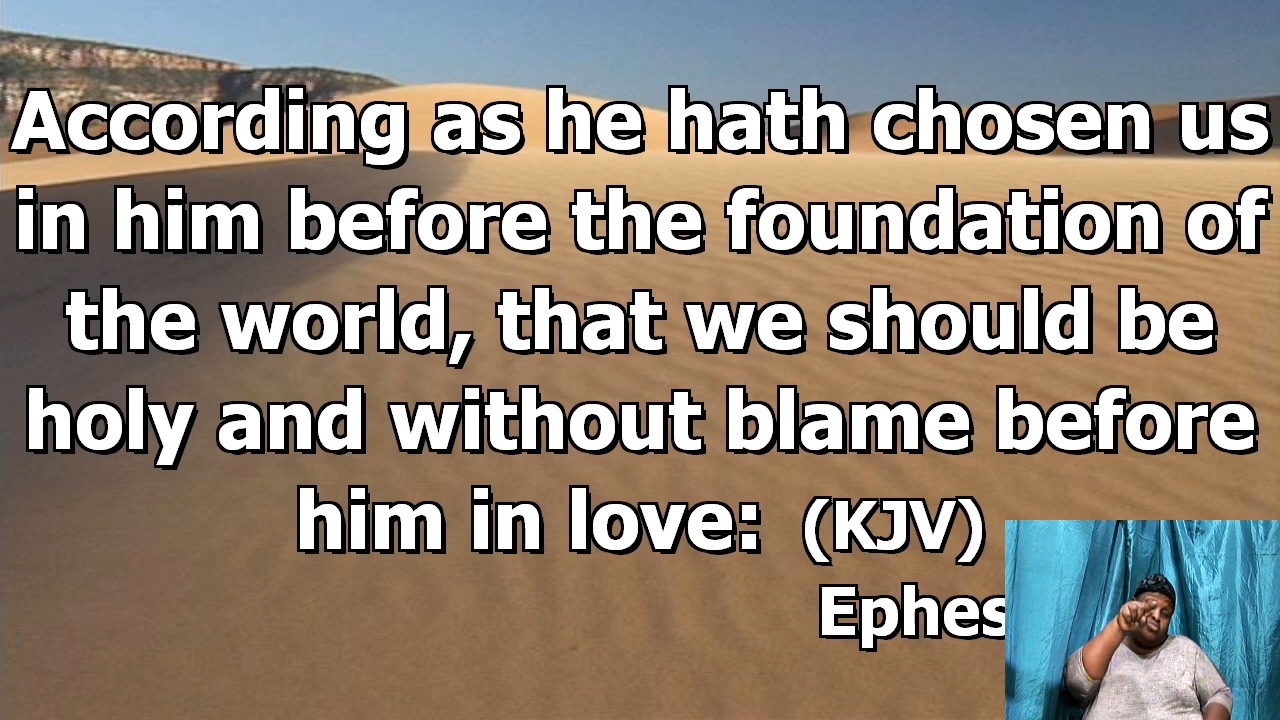 According as he hath chosen us
in him before the foundation of
the world, that we should be
holy and without blame before
him in love: (KJV)
Ephes